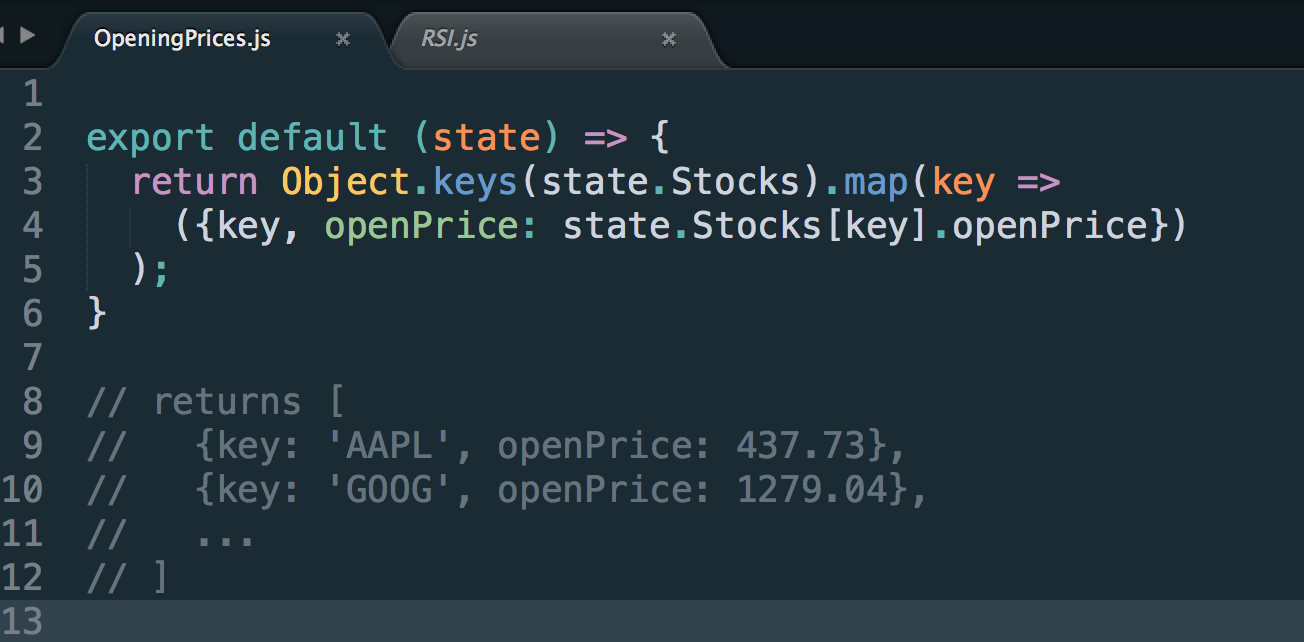 OpeningPrices.js × RSI.js ×
1
2 export default (state) => {
3   return Object.keys(state.Stocks).map(key =>
4     ({key, openPrice: state.Stocks[key].openPrice})
5   );
6 }
7
8 // returns [
9 //   {key: 'AAPL', openPrice: 437.73},
10 //   {key: 'GOOG', openPrice: 1279.04},
11 //   ...
12 // ]
13